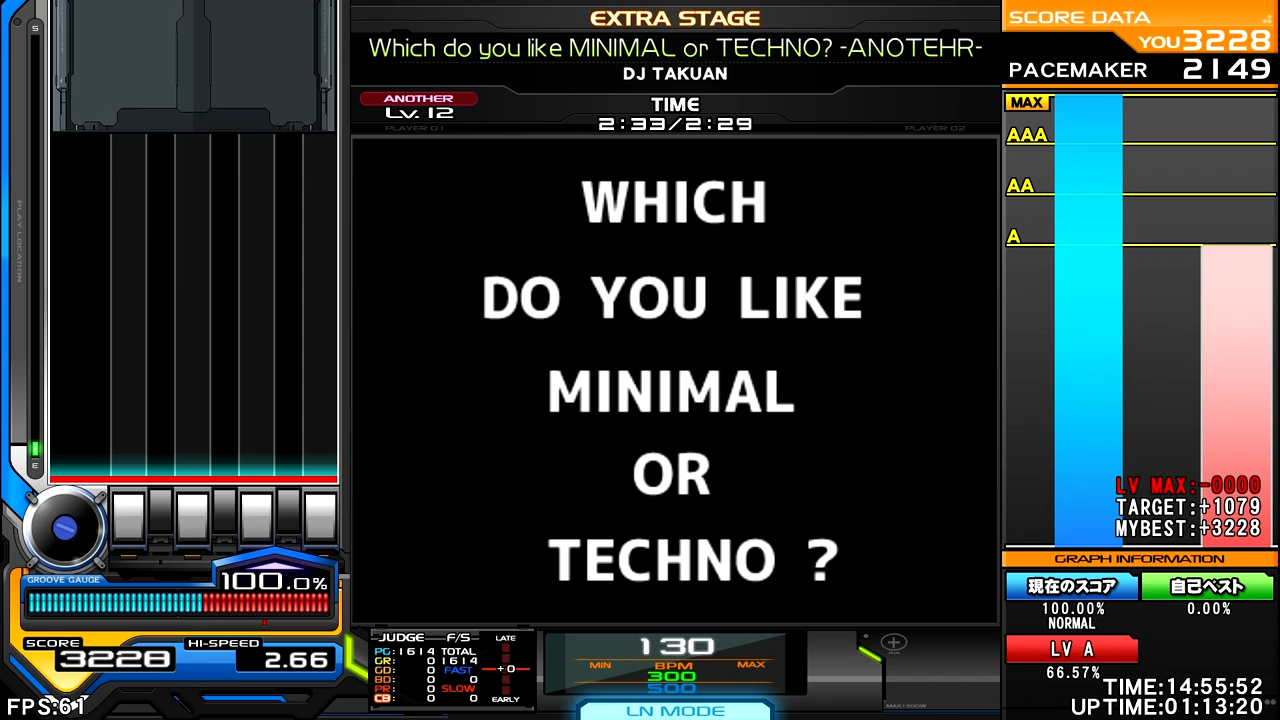 EXTRA STAGE
Which do you like MINIMAL or TECHNO? -ANOTEHR-
DJ TAKUAN
ANOTHER
Lv. 12
TIME
2:33/2:29
PLAYER 01
PLAYER 02
SCORE DATA
YOU 3228
PACEMAKER 2149
MAX
AAA
AA
A
LV MAX:-0000
TARGET:+1079
MYBEST:+3228
GRAPH INFORMATION
現在のスコア
自己ベスト
100.00%
0.00%
NORMAL
LV A
66.57%
TIME:14:55:52
UPTIME:01:13:20
WHICH
DO YOU LIKE
MINIMAL
OR
TECHNO ?
S
PLAY LOCATION
E
GROOVE GAUGE
100.0%
SCORE
3228
HI-SPEED
2.66
FPS:61
JUDGE F/S
PG:1614 TOTAL
GR: 0 1614
GD: 0 FAST
BD: 0 0
PR: 0 SLOW
CB: 0 0
LATE
+0
EARLY
130
MIN BPM MAX
300
500
LN MODE